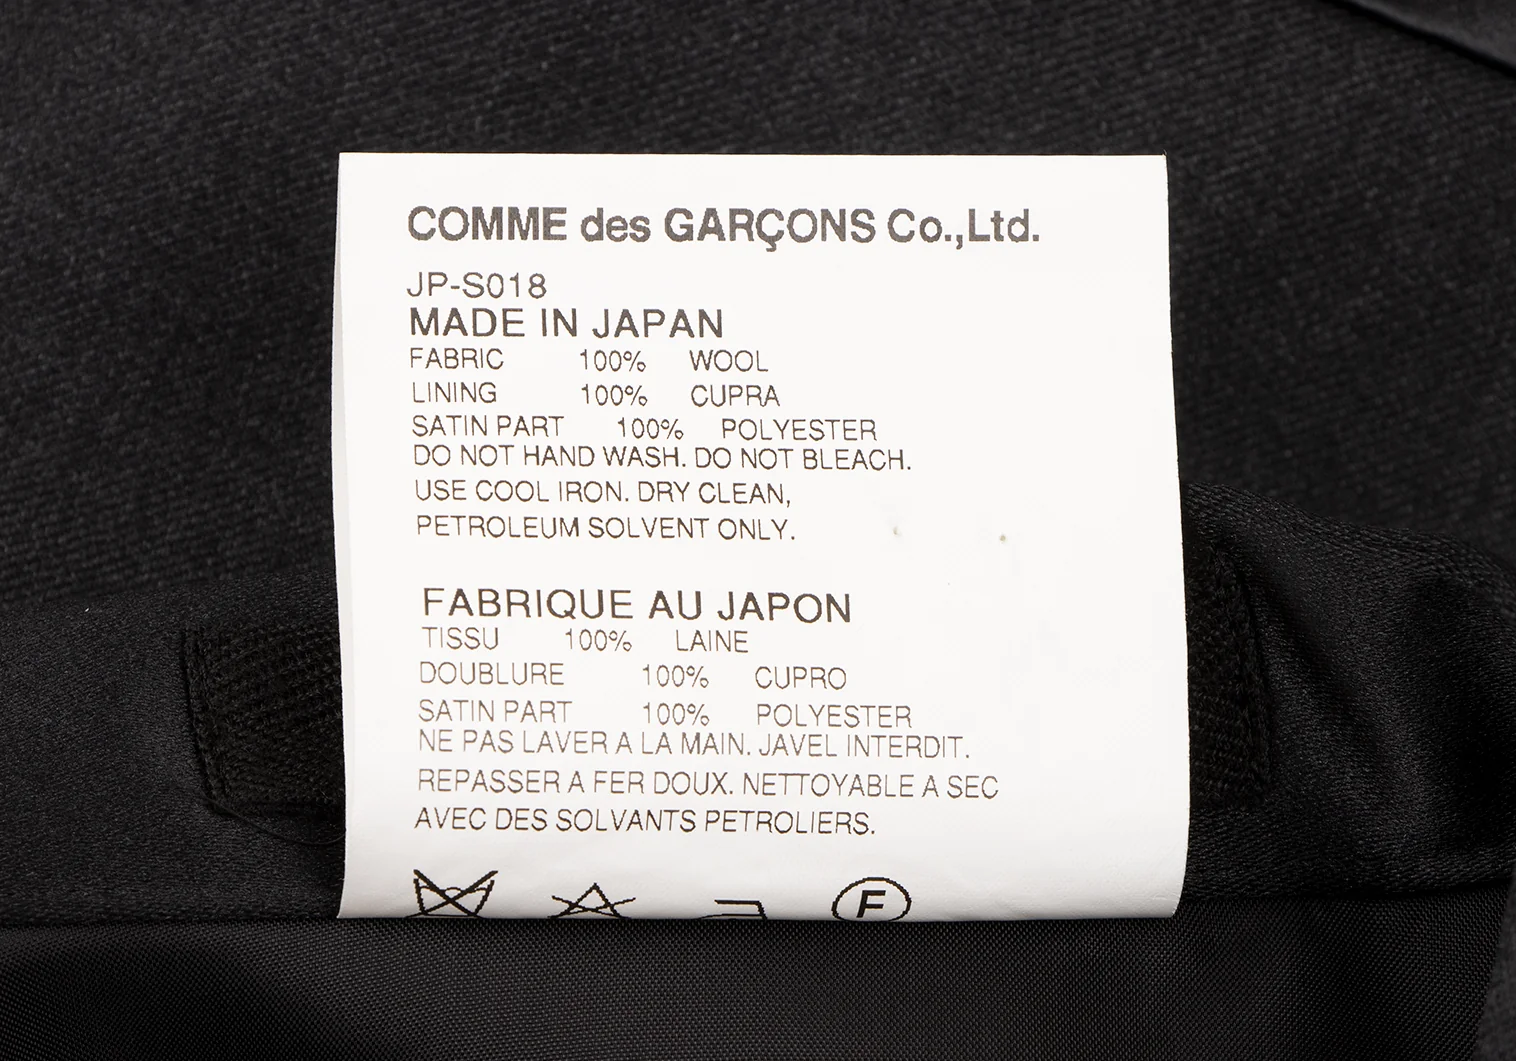 COMME des GARÇONS Co.,Ltd.
JP-S018
MADE IN JAPAN
FABRIC 100% WOOL
LINING 100% CUPRA
SATIN PART 100% POLYESTER
DO NOT HAND WASH. DO NOT BLEACH.
USE COOL IRON. DRY CLEAN,
PETROLEUM SOLVENT ONLY.
FABRIQUE AU JAPON
TISSU 100% LAINE
DOUBLURE 100% CUPRO
SATIN PART 100% POLYESTER
NE PAS LAVER A LA MAIN. JAVEL INTERDIT.
REPASSER A FER DOUX. NETTOYABLE A SEC
AVEC DES SOLVANTS PETROLIERS.
F